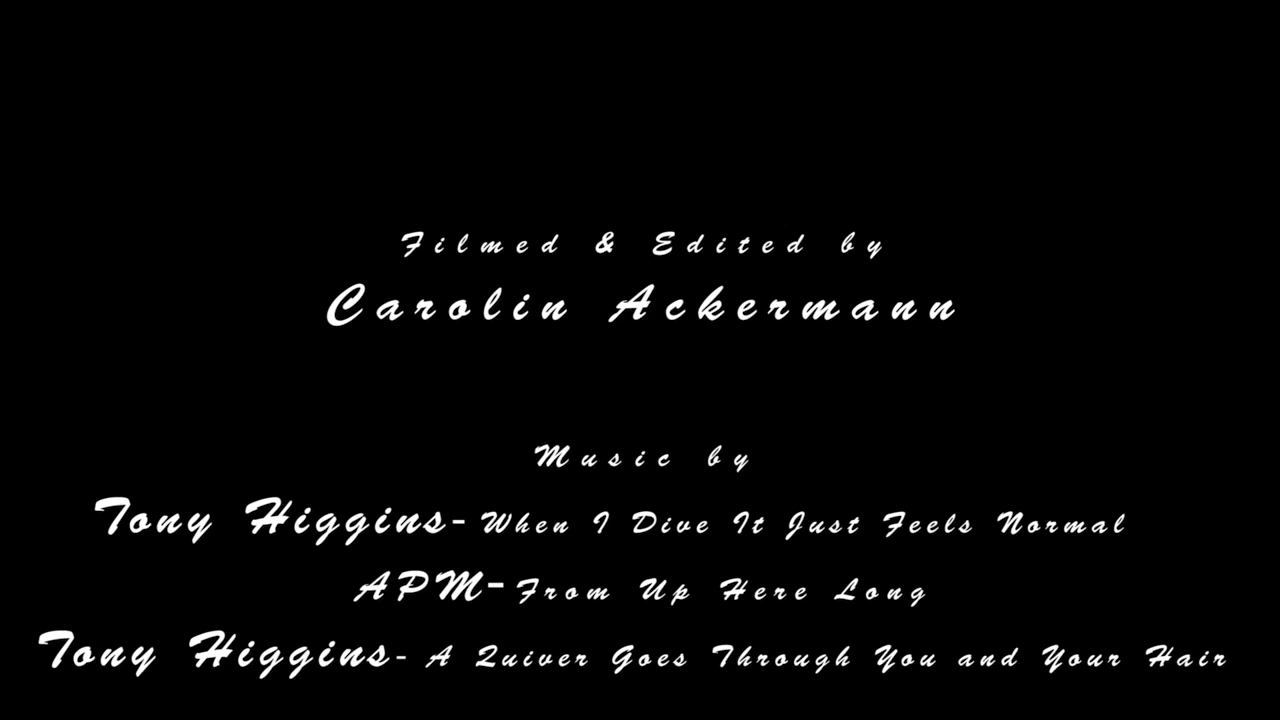 Filmed & Edited by
Carolin Ackermann
Music by
Tony Higgins- When I Dive It Just Feels Normal
APM- From Up Here Long
Tony Higgins- A Quiver Goes Through You and Your Hair